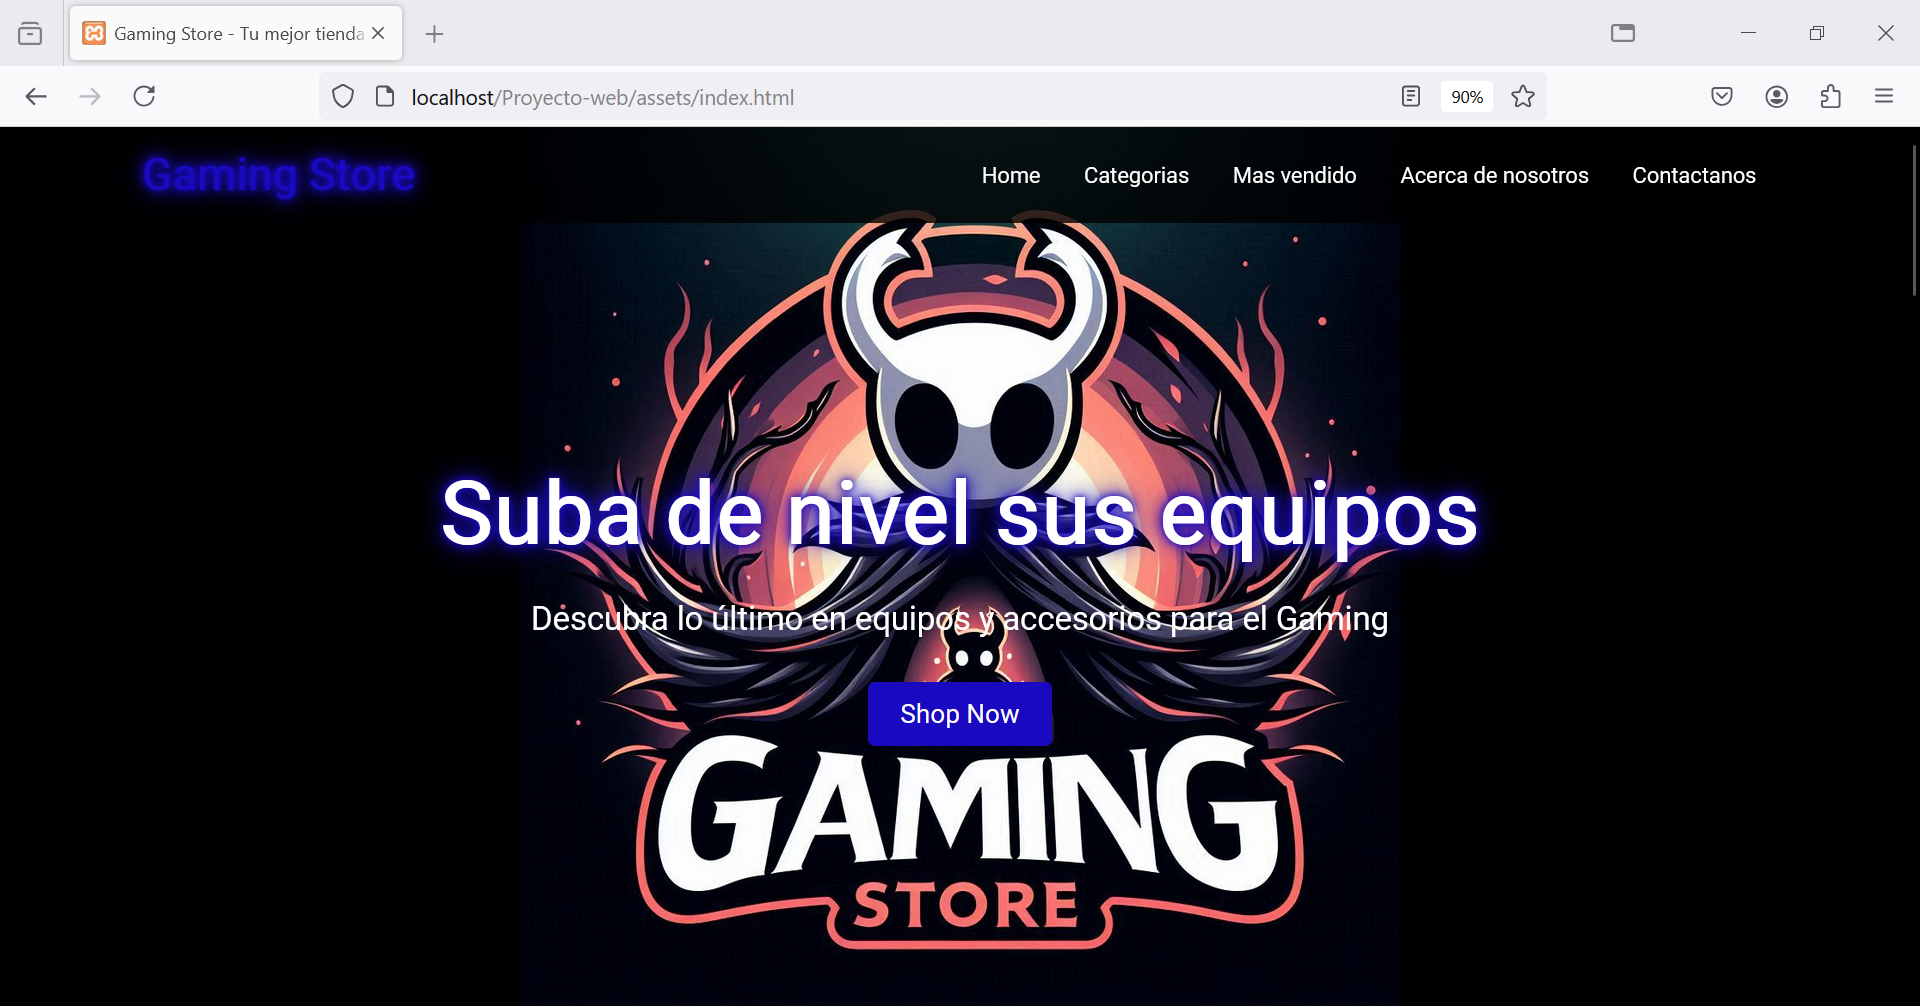 Gaming Store - Tu mejor tienda
localhost/Proyecto-web/assets/index.html
90%
Gaming Store
Home
Categorias
Mas vendido
Acerca de nosotros
Contactanos
Suba de nivel sus equipos
Descubra lo último en equipos y accesorios para el Gaming
Shop Now
GAMING
STORE